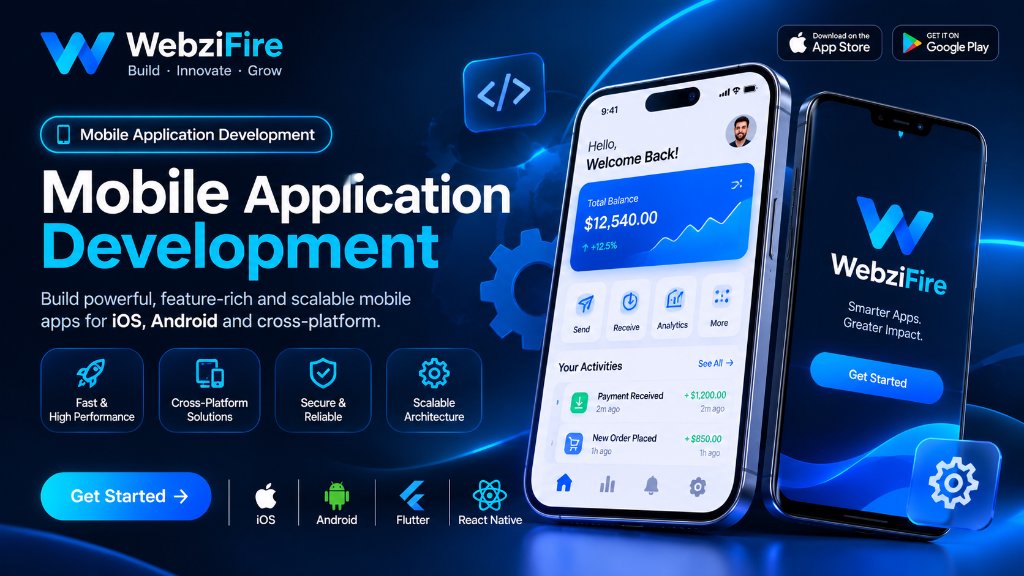 WebziFire
Build · Innovate · Grow
Download on the
App Store
GET IT ON
Google Play
Mobile Application Development
Mobile Application
Development
Build powerful, feature-rich and scalable mobile
apps for iOS, Android and cross-platform.
Fast &
High Performance
Cross-Platform
Solutions
Secure &
Reliable
Scalable
Architecture
Get Started →
iOS
Android
Flutter
React Native
</>
9:41
Hello,
Welcome Back!
Total Balance
$12,540.00
↑ +12.5%
Send
Receive
Analytics
More
Your Activities
See All →
Payment Received
+$1,200.00
2m ago
2m ago
New Order Placed
+$850.00
1h ago
1h ago
WebziFire
Smarter Apps.
Greater Impact.
Get Started